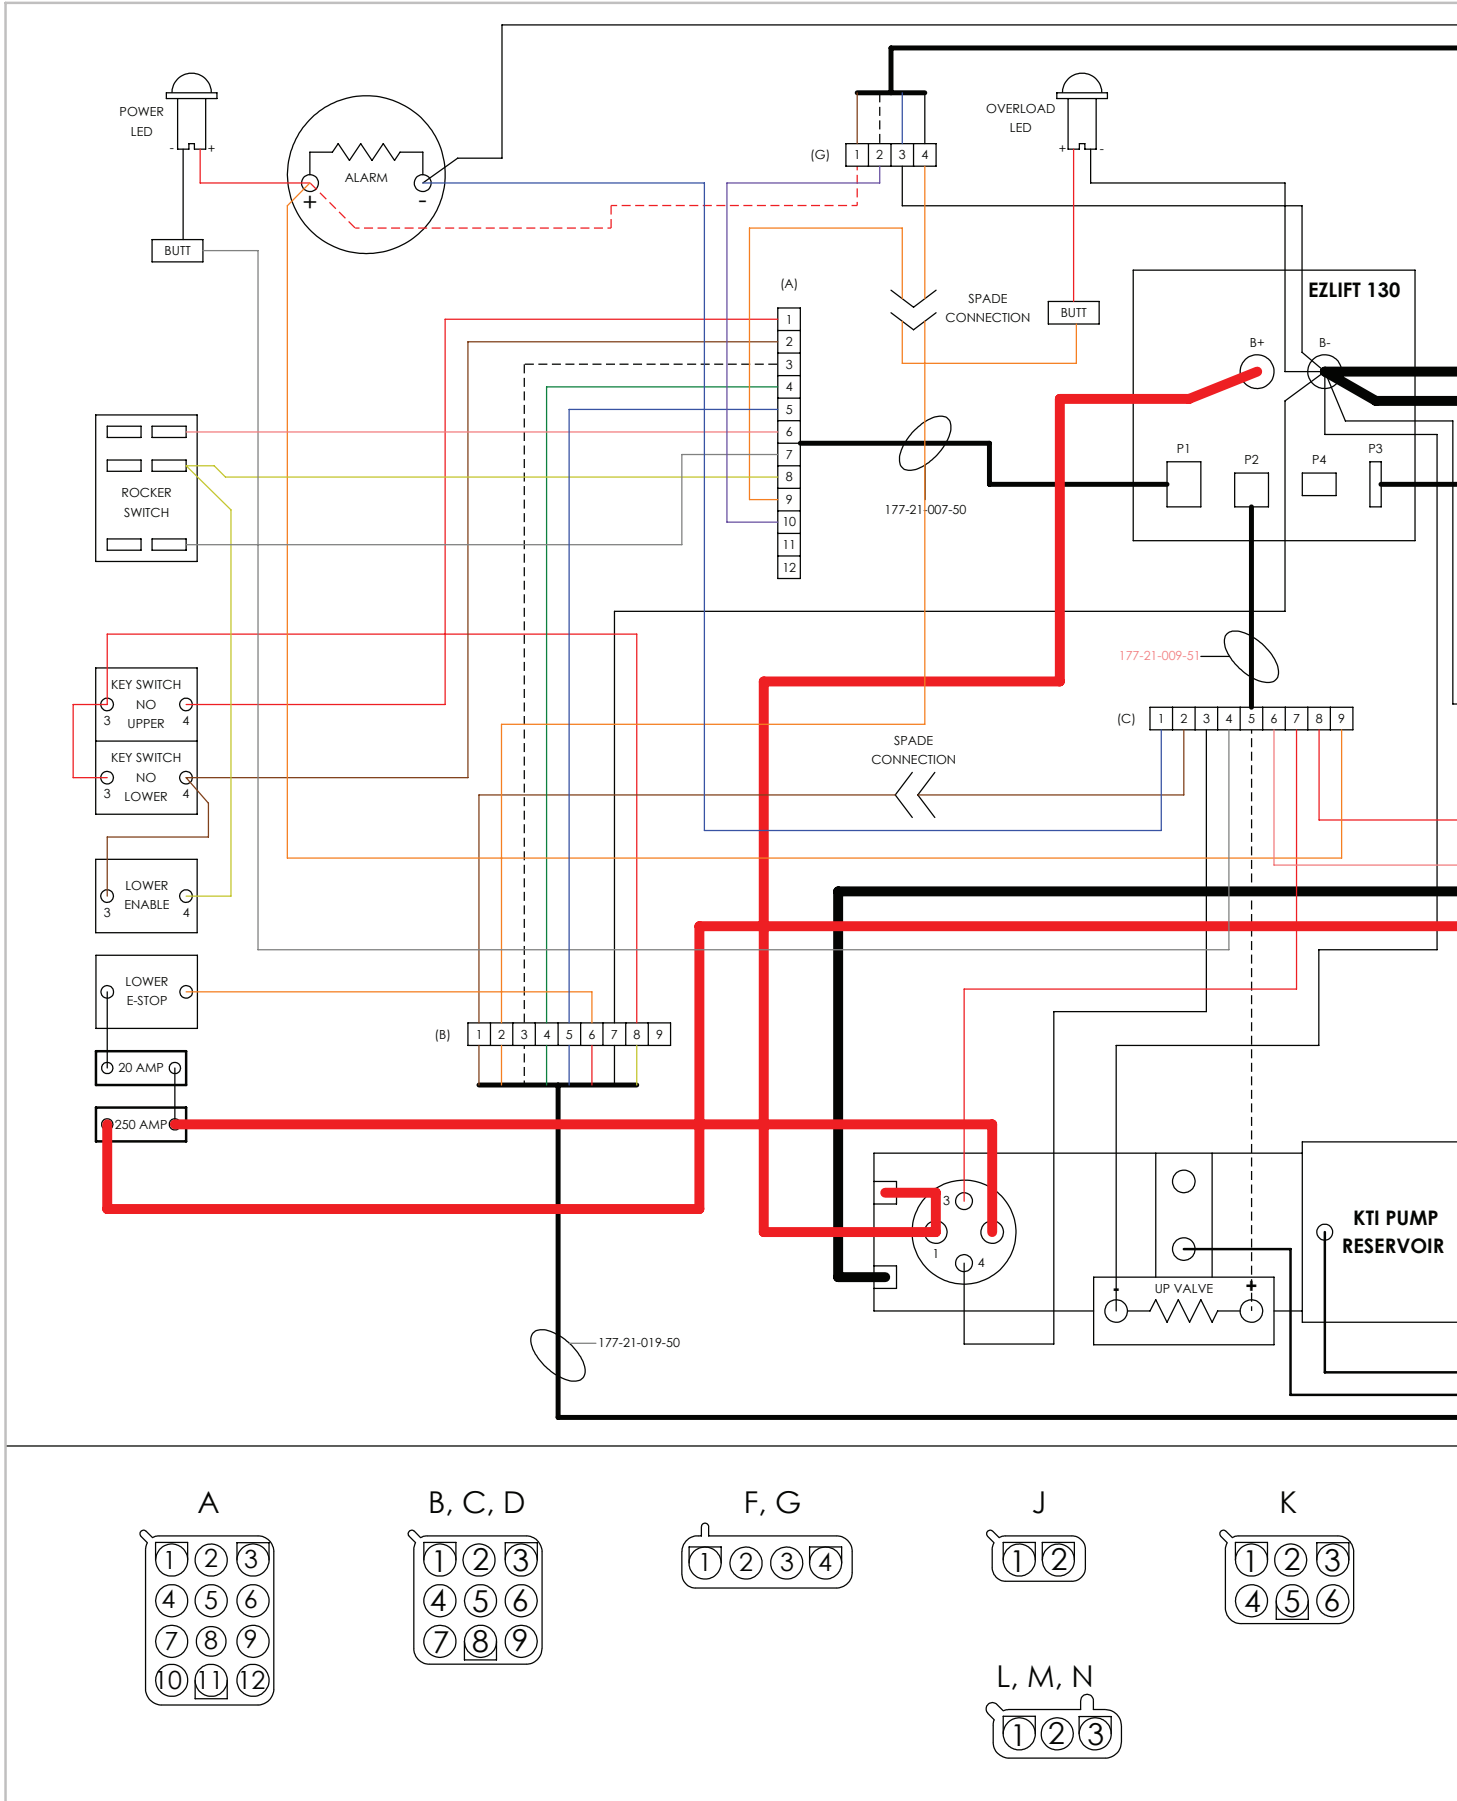 POWER
LED
- +
ALARM
+ -
BUTT
(G) 1 2 3 4
OVERLOAD
LED
+ -
(A)
1
2
3
4
5
6
7
8
9
10
11
12
SPADE
CONNECTION
BUTT
EZLIFT 130
B+ B-
P1 P2 P4 P3
177-21-007-50
ROCKER
SWITCH
177-21-009-51
KEY SWITCH
NO
UPPER
3 4
KEY SWITCH
NO
LOWER
3 4
(C) 1 2 3 4 5 6 7 8 9
SPADE
CONNECTION
LOWER
ENABLE
3 4
LOWER
E-STOP
(B) 1 2 3 4 5 6 7 8 9
20 AMP
250 AMP
3
1
4
- +
UP VALVE
KTI PUMP
RESERVOIR
177-21-019-50
A
1 2 3
4 5 6
7 8 9
10 11 12
B, C, D
1 2 3
4 5 6
7 8 9
F, G
1 2 3 4
J
1 2
K
1 2 3
4 5 6
L, M, N
1 2 3